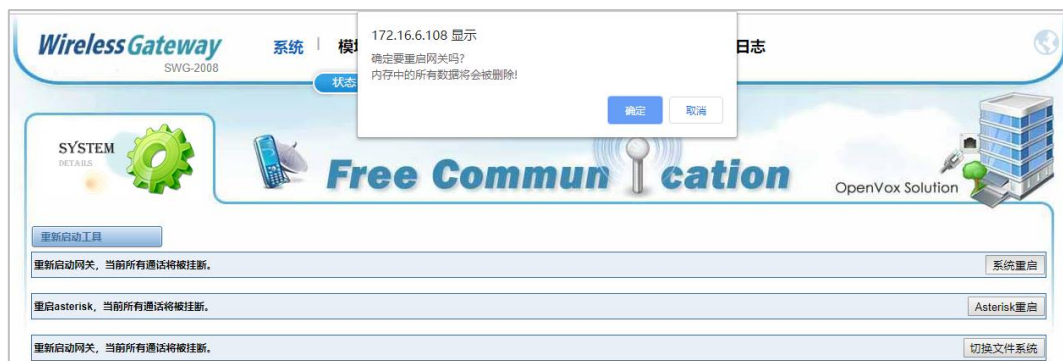 Wireless Gateway
SWG-2008
系统
172.16.6.108 显示
确定要重启网关吗?
内存中的所有数据将会被删除!
确定
取消
日志
状态
SYSTEM
DETAILS
Free Commun cation
OpenVox Solution
重新启动工具
重新启动网关，当前所有通话将被挂断。
系统重启
重启asterisk，当前所有通话将被挂断。
Asterisk重启
重新启动网关，当前所有通话将被挂断。
切换文件系统